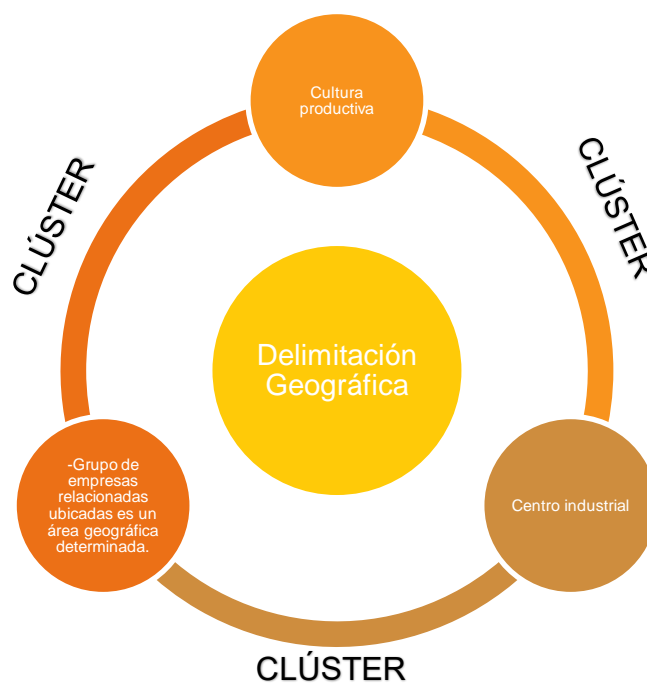 Cultura
productiva
CLÚSTER
CLÚSTER
Delimitación
Geográfica
-Grupo de
empresas
relacionadas
ubicadas es un
área geográfica
determinada.
Centro industrial
CLÚSTER